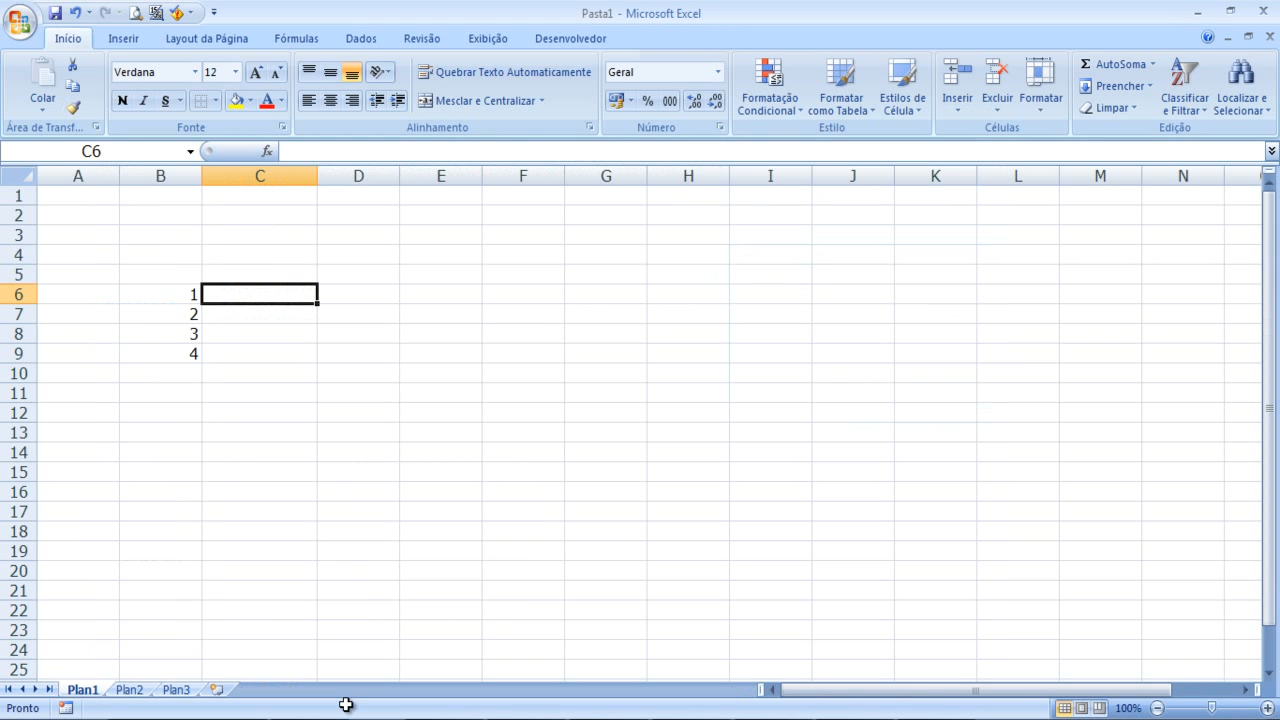 Pasta1 - Microsoft Excel
Início Inserir Layout da Página Fórmulas Dados Revisão Exibição Desenvolvedor
Colar
Área de Transf...
Verdana 12
N I S
Fonte
Quebrar Texto Automaticamente
Mesclar e Centralizar
Alinhamento
Geral
% 000
Número
Formatação Condicional
Formatar como Tabela
Estilos de Célula
Estilo
Inserir Excluir Formatar
Células
AutoSoma
Preencher
Limpar
Classificar e Filtrar
Localizar e Selecionar
Edição
C6 fx
A B C D E F G H I J K L M N
1
2
3
4
5
6 1
7 2
8 3
9 4
10
11
12
13
14
15
16
17
18
19
20
21
22
23
24
25
Plan1 Plan2 Plan3
Pronto 100%